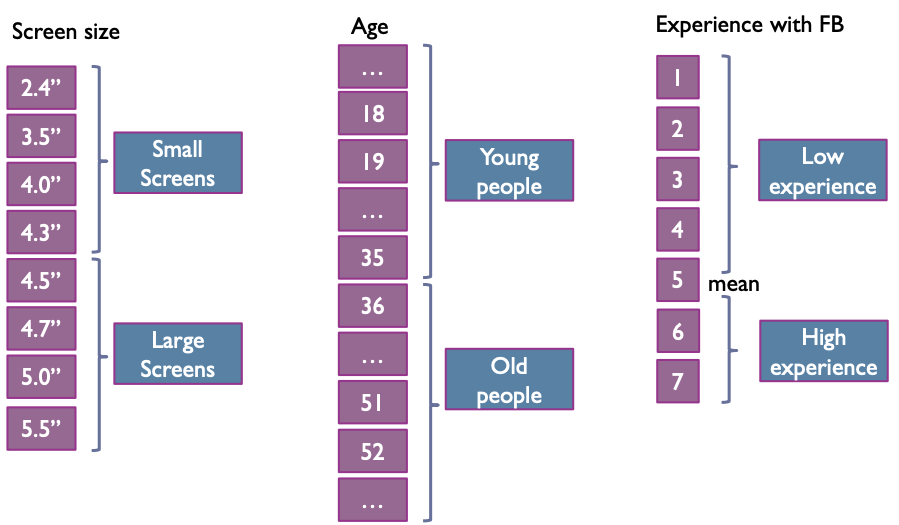 Screen size
2.4”
3.5”
4.0”
4.3”
4.5”
4.7”
5.0”
5.5”
Small
Screens
Large
Screens
Age
…
18
19
…
35
36
…
51
52
…
Young
people
Old
people
Experience with FB
1
2
3
4
5
6
7
mean
Low
experience
High
experience